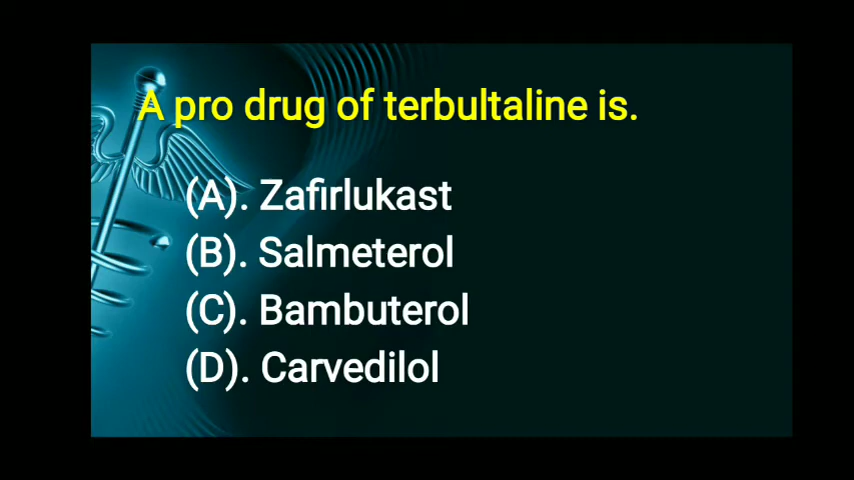 A pro drug of terbultaline is.
(A). Zafirlukast
(B). Salmeterol
(C). Bambuterol
(D). Carvedilol